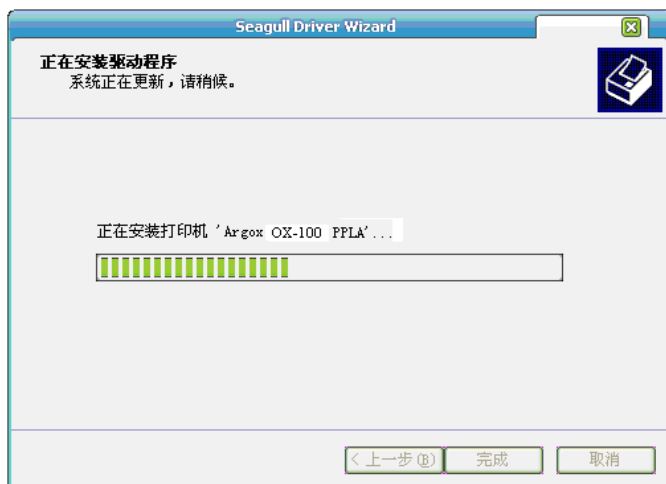 Seagull Driver Wizard
正在安装驱动程序
系统正在更新，请稍候。
正在安装打印机 'Argox OX-100 PPLA'...
< 上一步(B)
完成
取消